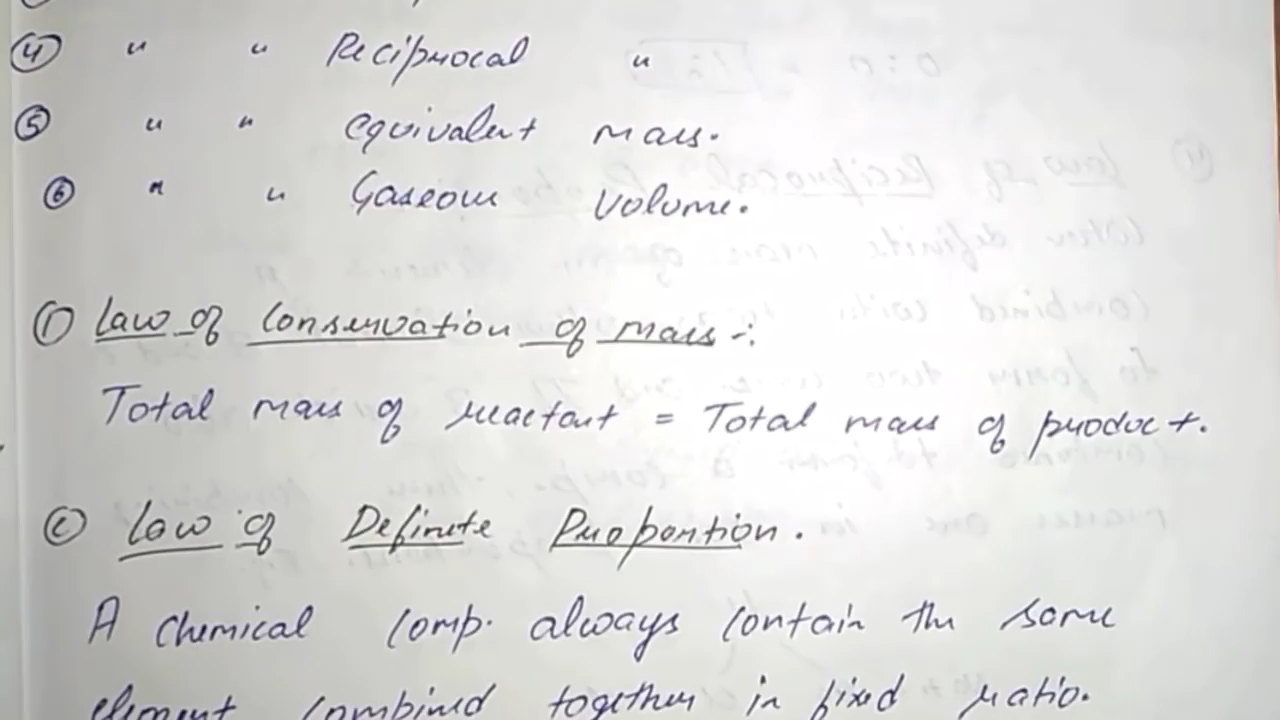 ④ " " Reciprocal "
⑤ " " equivalent mass.
⑥ " " Gaseous Volume.
① Law of Conservation of mass :-
Total mass of reactant = Total mass of product.
Law of Definite Proportion.
A chemical comp. always contain the same
element combined together in fixed ratio.